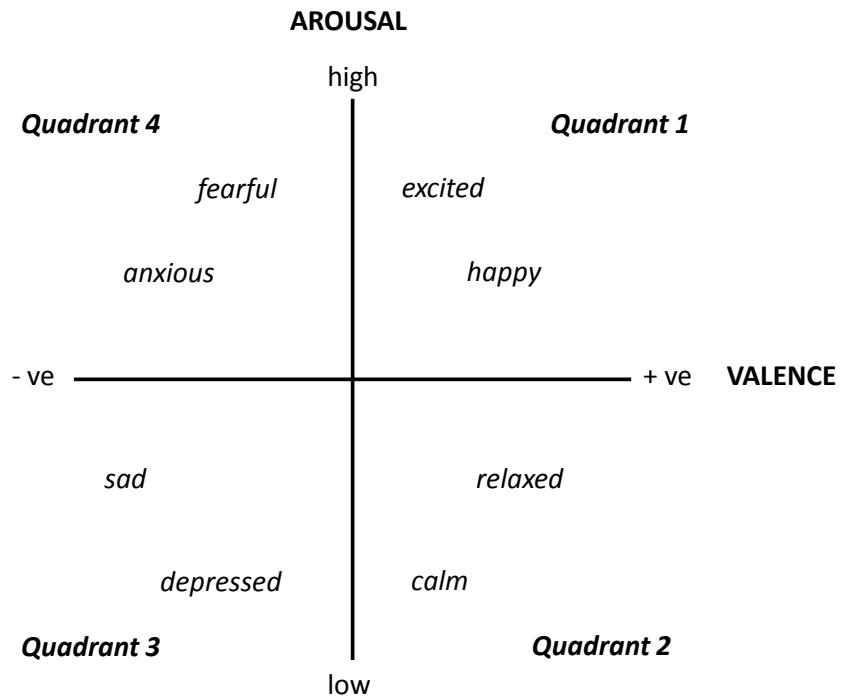 AROUSAL
high
Quadrant 4
Quadrant 1
fearful
excited
anxious
happy
- ve
+ ve
VALENCE
sad
relaxed
depressed
calm
Quadrant 3
Quadrant 2
low